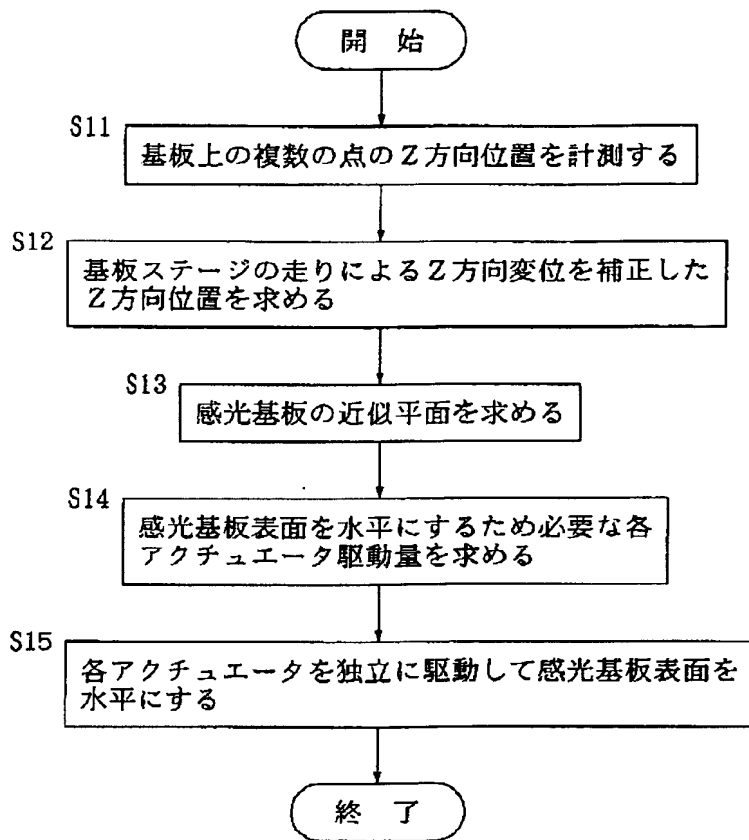 開 始
S11
基板上の複数の点のZ方向位置を計測する
S12
基板ステージの走りによるZ方向変位を補正した
Z方向位置を求める
S13
感光基板の近似平面を求める
S14
感光基板表面を水平にするため必要な各
アクチュエータ駆動量を求める
S15
各アクチュエータを独立に駆動して感光基板表面を
水平にする
終 了